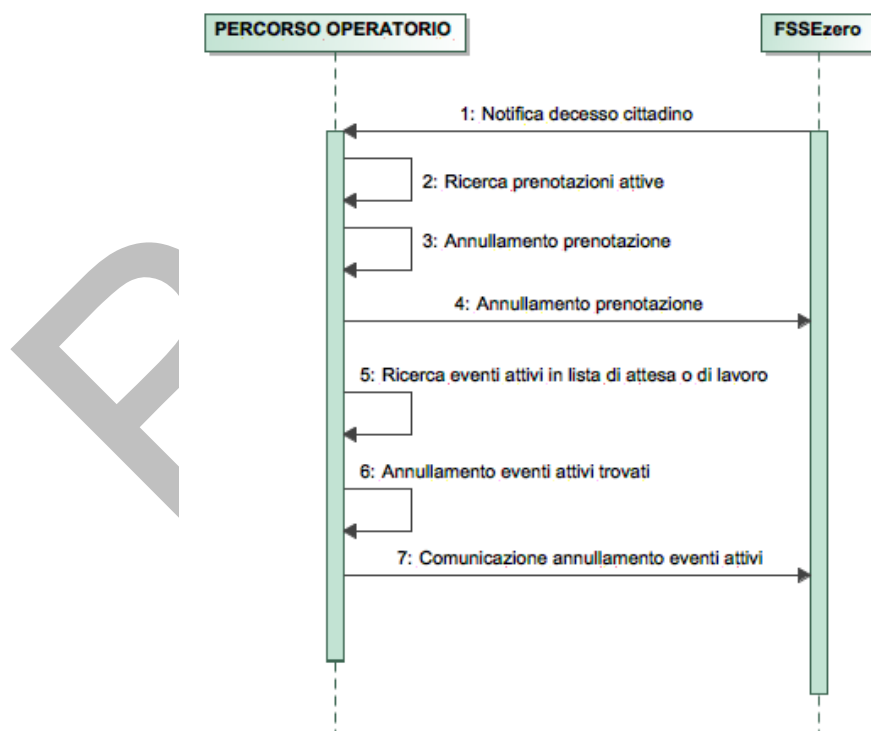 PERCORSO OPERATORIO
FSSEzero
1: Notifica decesso cittadino
2: Ricerca prenotazioni attive
3: Annullamento prenotazione
4: Annullamento prenotazione
5: Ricerca eventi attivi in lista di attesa o di lavoro
6: Annullamento eventi attivi trovati
7: Comunicazione annullamento eventi attivi